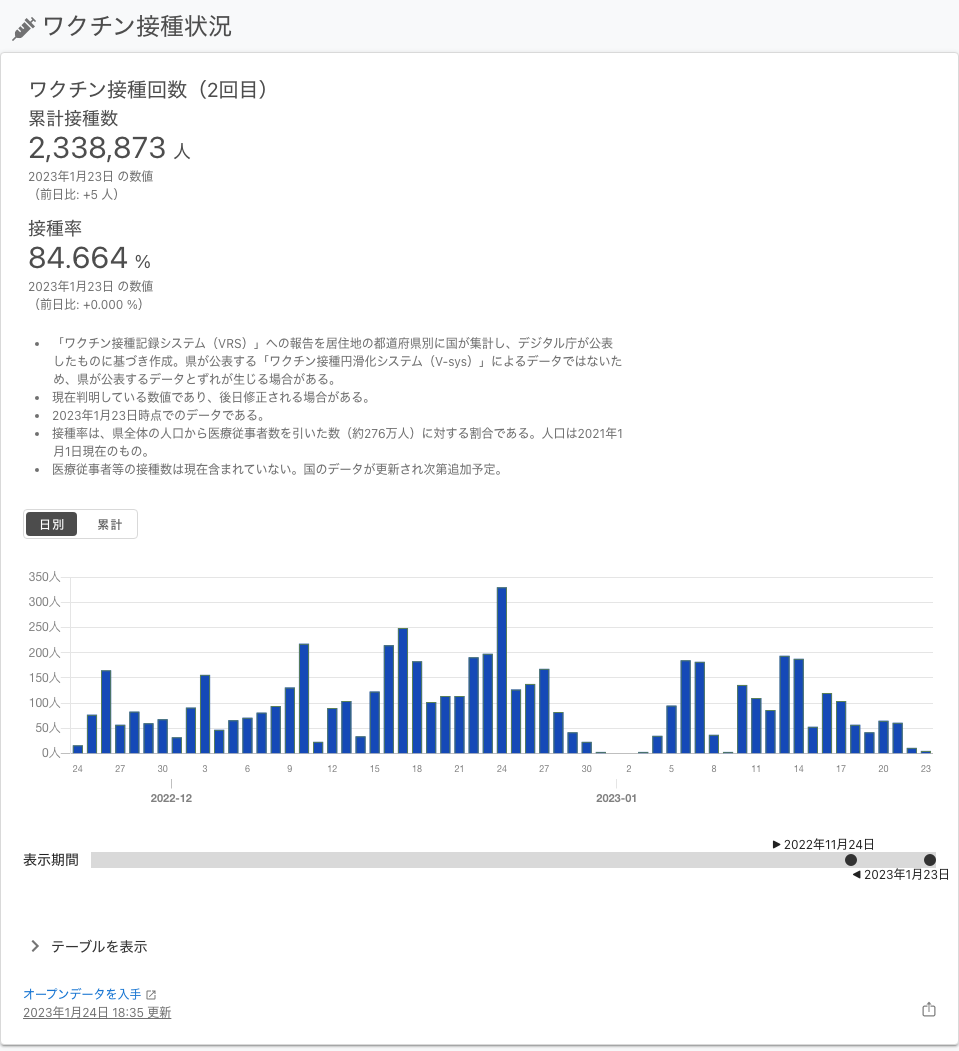 ワクチン接種状況
ワクチン接種回数（2回目）
累計接種数
2,338,873 人
2023年1月23日 の数値
（前日比: +5 人）
接種率
84.664 %
2023年1月23日 の数値
（前日比: +0.000 %）
• 「ワクチン接種記録システム（VRS）」への報告を居住地の都道府県別に国が集計し、デジタル庁が公表
したものに基づき作成。県が公表する「ワクチン接種円滑化システム（V-sys）」によるデータではないた
め、県が公表するデータとずれが生じる場合がある。
• 現在判明している数値であり、後日修正される場合がある。
• 2023年1月23日時点でのデータである。
• 接種率は、県全体の人口から医療従事者数を引いた数（約276万人）に対する割合である。人口は2021年1
月1日現在のもの。
• 医療従事者等の接種数は現在含まれていない。国のデータが更新され次第追加予定。
日別 累計
350人
300人
250人
200人
150人
100人
50人
0人
24 27 30 3 6 9 12 15 18 21 24 27 30 2 5 8 11 14 17 20 23
2022-12 2023-01
▶ 2022年11月24日
表示期間
◀ 2023年1月23日
テーブルを表示
オープンデータを入手
2023年1月24日 18:35 更新